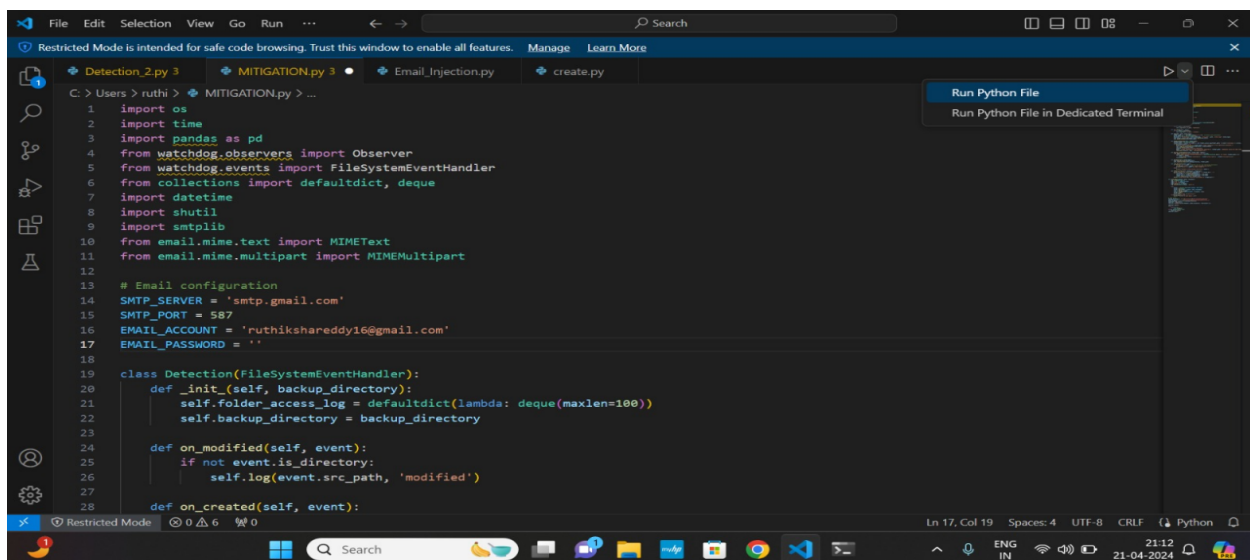 File Edit Selection View Go Run ··· Search
Restricted Mode is intended for safe code browsing. Trust this window to enable all features. Manage Learn More
Detection_2.py 3 MITIGATION.py 3 Email_Injection.py create.py
C: > Users > ruthi > MITIGATION.py > ...
Run Python File
Run Python File in Dedicated Terminal
1 import os
2 import time
3 import pandas as pd
4 from watchdog.observers import Observer
5 from watchdog.events import FileSystemEventHandler
6 from collections import defaultdict, deque
7 import datetime
8 import shutil
9 import smtplib
10 from email.mime.text import MIMEText
11 from email.mime.multipart import MIMEMultipart
12
13 # Email configuration
14 SMTP_SERVER = 'smtp.gmail.com'
15 SMTP_PORT = 587
16 EMAIL_ACCOUNT = 'ruthikshareddy16@gmail.com'
17 EMAIL_PASSWORD = ''
18
19 class Detection(FileSystemEventHandler):
20 def _init_(self, backup_directory):
21 self.folder_access_log = defaultdict(lambda: deque(maxlen=100))
22 self.backup_directory = backup_directory
23
24 def on_modified(self, event):
25 if not event.is_directory:
26 self.log(event.src_path, 'modified')
27
28 def on_created(self, event):
Restricted Mode 0 6 0 Ln 17, Col 19 Spaces: 4 UTF-8 CRLF Python
1 Search ENG 21:12
IN 21-04-2024